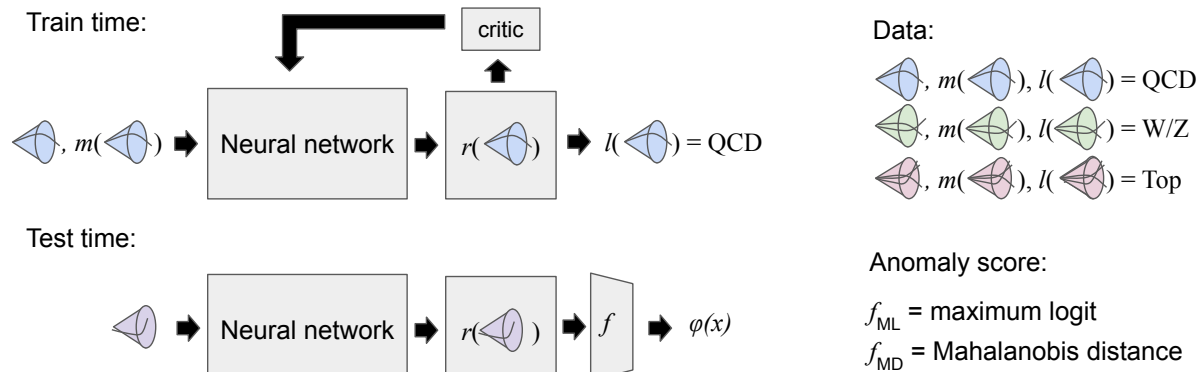 Train time:
critic
, m( ) Neural network r( ) l( ) = QCD
Test time:
Neural network r( ) f φ(x)
Data:
, m( ), l( ) = QCD
, m( ), l( ) = W/Z
, m( ), l( ) = Top
Anomaly score:
f_ML = maximum logit
f_MD = Mahalanobis distance